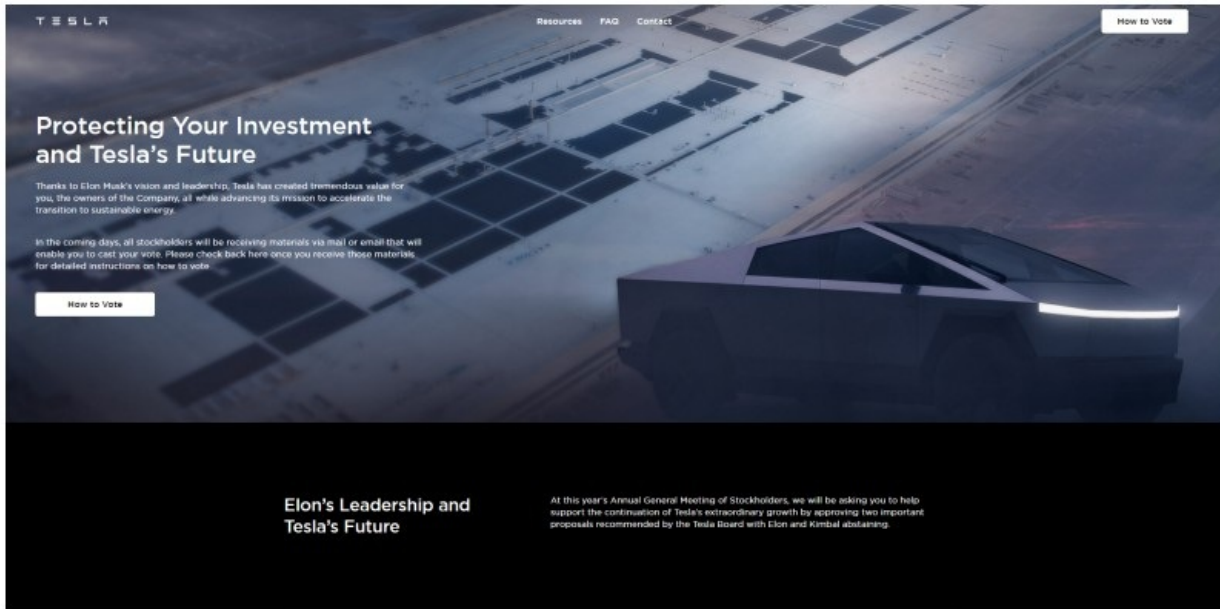 TESLA
Resources FAQ Contact
How to Vote
Protecting Your Investment
and Tesla's Future
Thanks to Elon Musk's vision and leadership, Tesla has created tremendous value for
you, the owners of the Company, all while advancing its mission to accelerate the
transition to sustainable energy.
In the coming days, all stockholders will be receiving materials via mail or email that will
enable you to cast your vote. Please check back here once you receive those materials
for detailed instructions on how to vote.
How to Vote
Elon's Leadership and
Tesla's Future
At this year's Annual General Meeting of Stockholders, we will be asking you to help
support the continuation of Tesla's extraordinary growth by approving two important
proposals recommended by the Tesla Board with Elon and Kimbal abstaining.